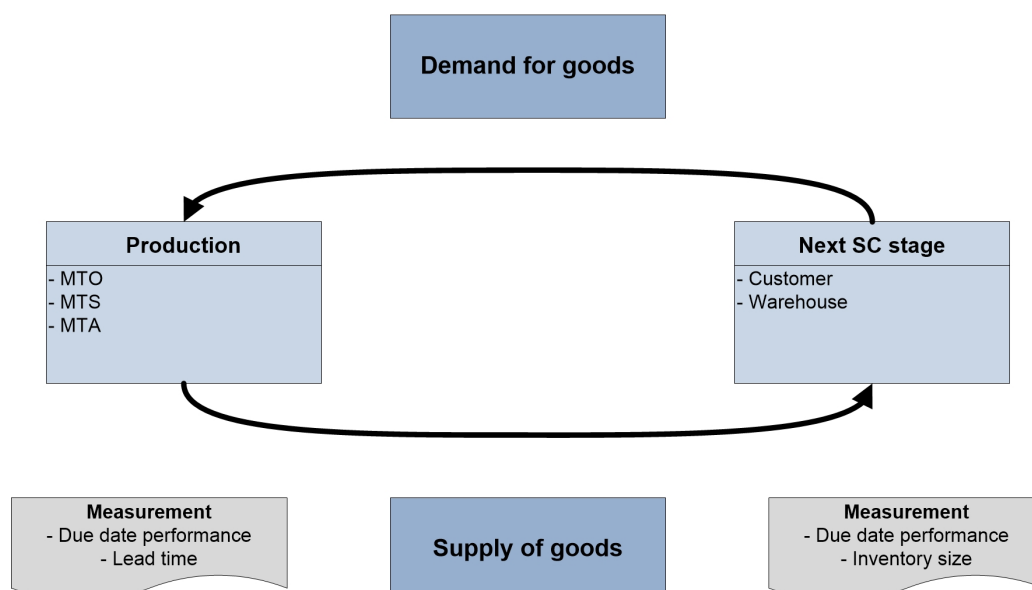 Demand for goods
Production
- MTO
- MTS
- MTA
Next SC stage
- Customer
- Warehouse
Measurement
- Due date performance
- Lead time
Supply of goods
Measurement
- Due date performance
- Inventory size